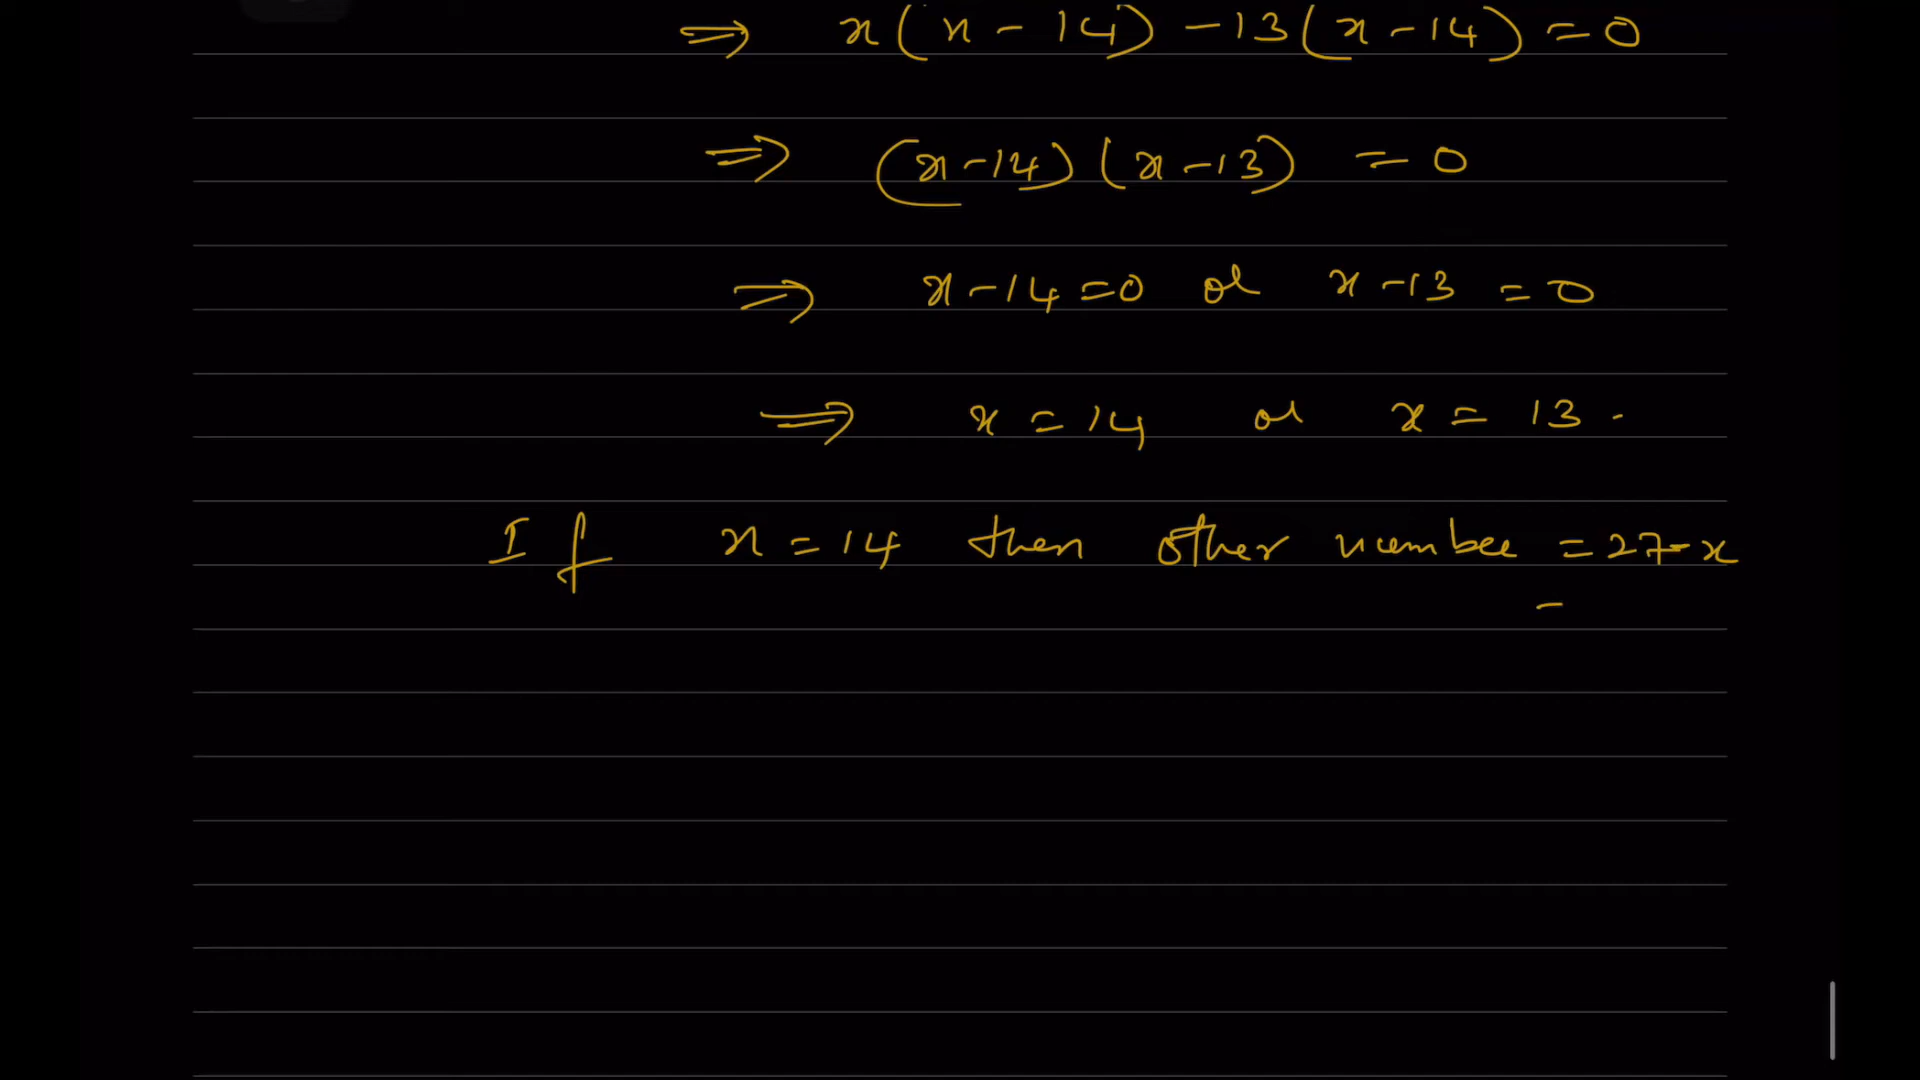 ⇒ x(x-14)-13(x-14)=0
⇒ (x-14)(x-13) = 0
⇒ x-14=0 or x-13 = 0
⇒ x = 14 or x = 13.
If x=14 then other number = 27-x
-